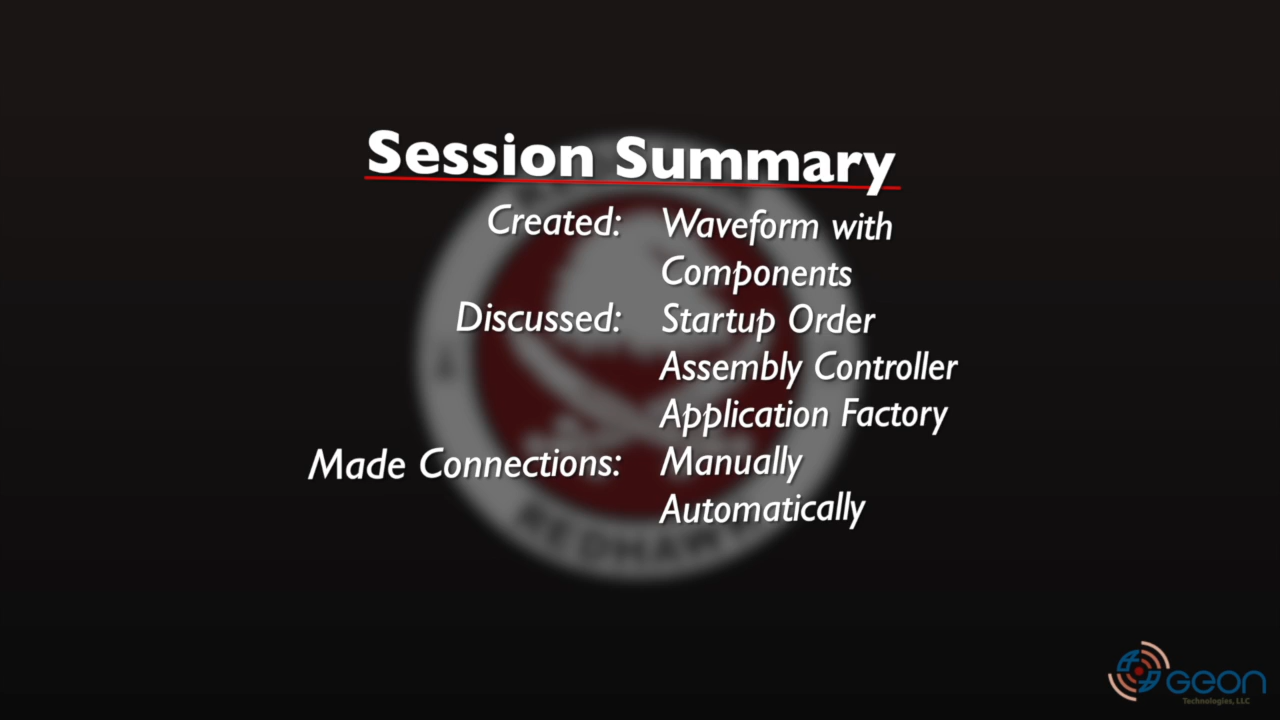 Session Summary
Created: Waveform with
Components
Discussed: Startup Order
Assembly Controller
Application Factory
Made Connections: Manually
Automatically
REDHAWK
GEON
Technologies, LLC